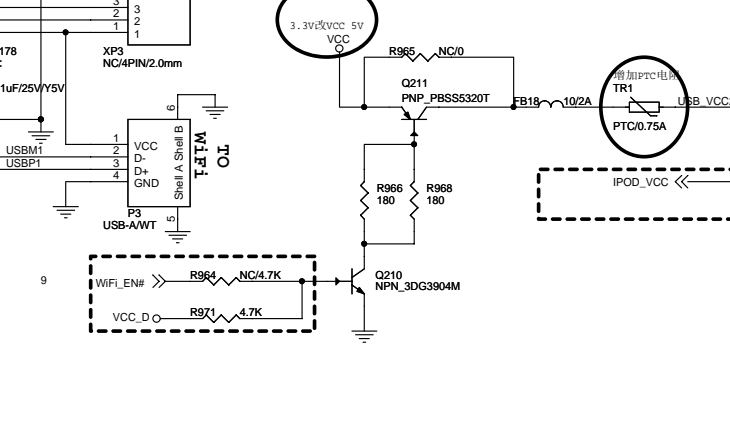 3
2
1
3
2
1
XP3
NC/4PIN/2.0mm
178
1uF/25V/Y5V
USBM1
USBP1
1
2
3
4
VCC
D-
D+
GND
Shell A Shell B
6
5
TO
WiFi
P3
USB-A/WT
9
WiFi_EN#
R964
NC/4.7K
VCC_D
R971
4.7K
3.3V改VCC 5V
VCC
R965
NC/0
Q211
PNP_PBSS5320T
FB18
10/2A
增加PTC电阻
TR1
USB_VCC
PTC/0.75A
IPOD_VCC
R966
180
R968
180
Q210
NPN_3DG3904M